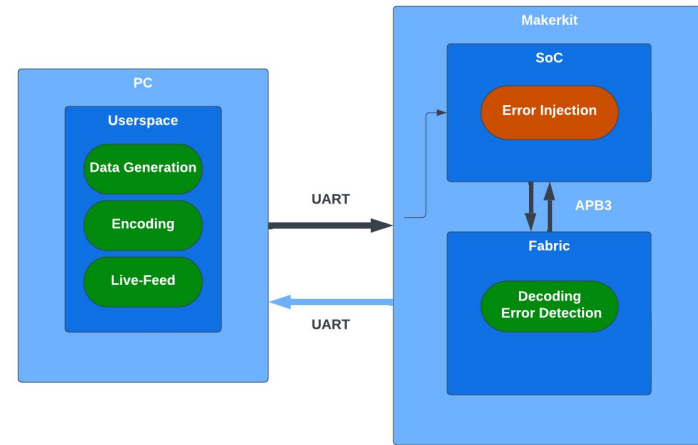 PC
Userspace
Data Generation
Encoding
Live-Feed
UART
UART
Makerkit
SoC
Error Injection
APB3
Fabric
Decoding
Error Detection